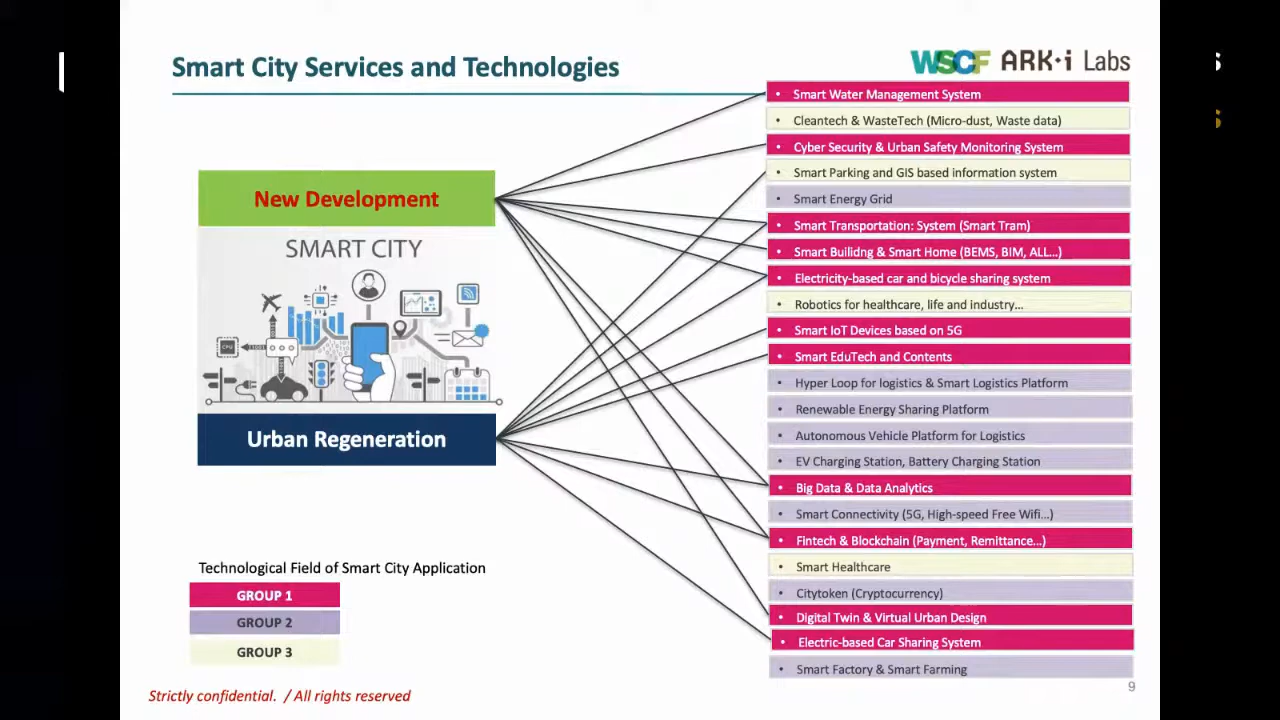 Smart City Services and Technologies
WSCF ARK·i Labs
New Development
SMART CITY
CPU
Urban Regeneration
Technological Field of Smart City Application
GROUP 1
GROUP 2
GROUP 3
• Smart Water Management System
• Cleantech & WasteTech (Micro-dust, Waste data)
• Cyber Security & Urban Safety Monitoring System
• Smart Parking and GIS based information system
• Smart Energy Grid
• Smart Transportation: System (Smart Tram)
• Smart Builidng & Smart Home (BEMS, BIM, ALL...)
• Electricity-based car and bicycle sharing system
• Robotics for healthcare, life and industry...
• Smart IoT Devices based on 5G
• Smart EduTech and Contents
• Hyper Loop for logistics & Smart Logistics Platform
• Renewable Energy Sharing Platform
• Autonomous Vehicle Platform for Logistics
• EV Charging Station, Battery Charging Station
• Big Data & Data Analytics
• Smart Connectivity (5G, High-speed Free Wifi...)
• Fintech & Blockchain (Payment, Remittance...)
• Smart Healthcare
• Citytoken (Cryptocurrency)
• Digital Twin & Virtual Urban Design
• Electric-based Car Sharing System
• Smart Factory & Smart Farming
Strictly confidential. / All rights reserved
9